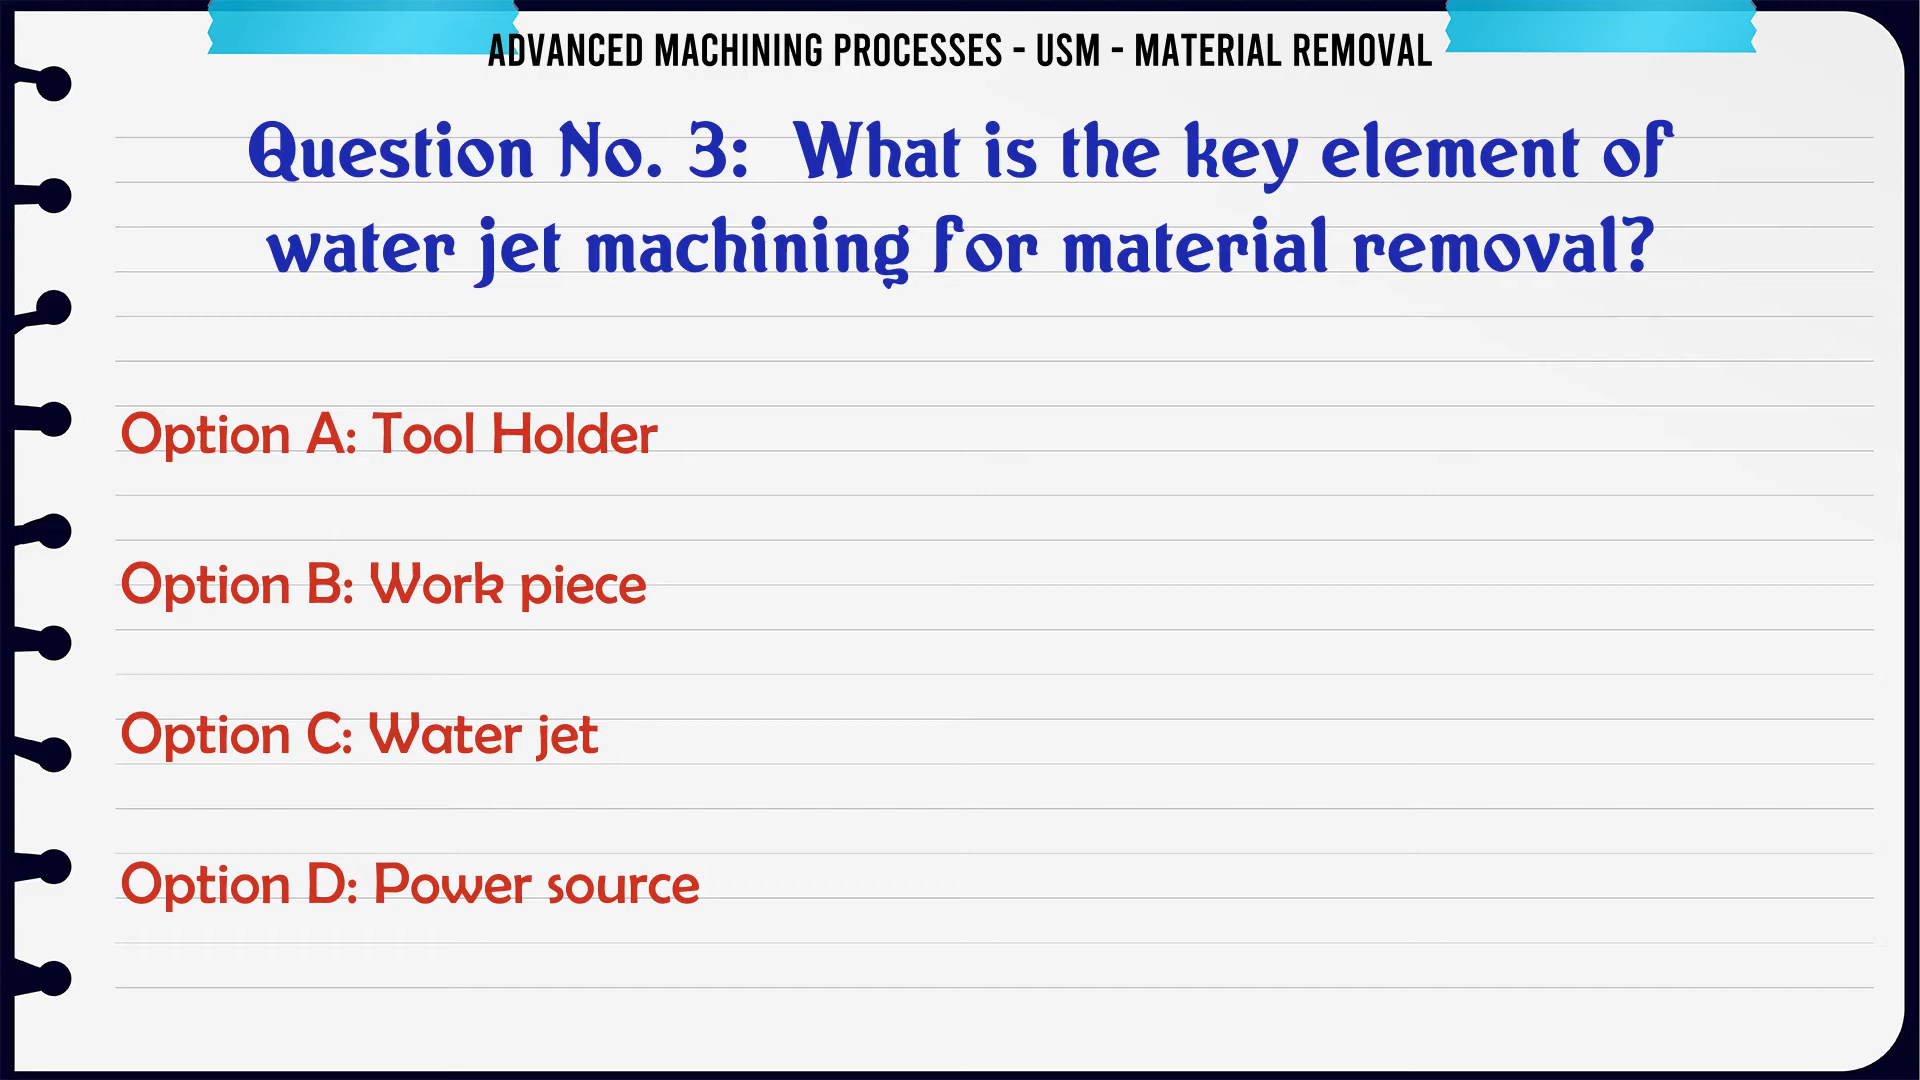 ADVANCED MACHINING PROCESSES - USM - MATERIAL REMOVAL
Question No. 3: What is the key element of
water jet machining for material removal?
Option A: Tool Holder
Option B: Work piece
Option C: Water jet
Option D: Power source